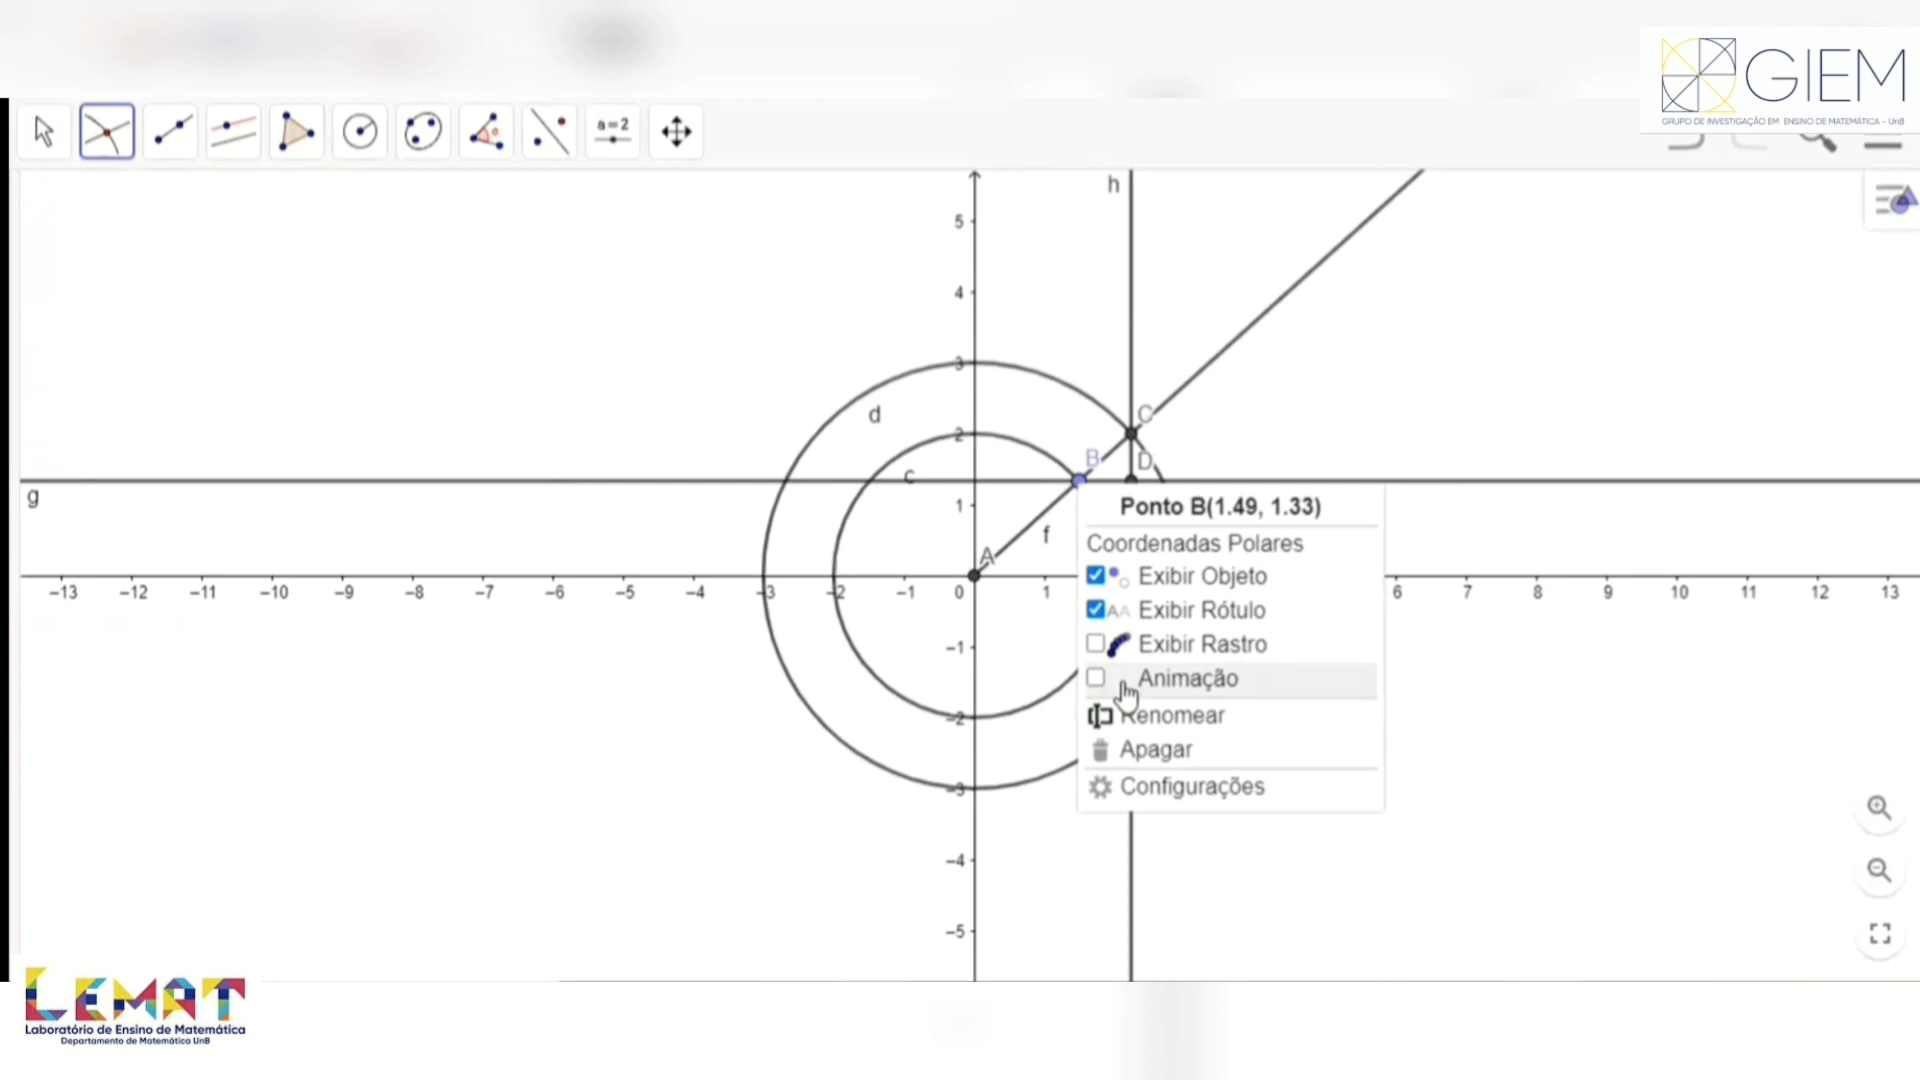 GIEM
GRUPO DE INVESTIGAÇÃO EM ENSINO DE MATEMÁTICA - UnB
a=2
h
5
4
3
d
C
2
B
D
c
g
1
Ponto B(1.49, 1.33)
f
Coordenadas Polares
A
Exibir Objeto
-13 -12 -11 -10 -9 -8 -7 -6 -5 -4 -3 -2 -1 0 1 6 7 8 9 10 11 12 13
AA Exibir Rótulo
-1
Exibir Rastro
Animação
-2
Renomear
Apagar
-3
Configurações
-4
-5
LEMAT
Laboratório de Ensino de Matemática
Departamento de Matemática UnB